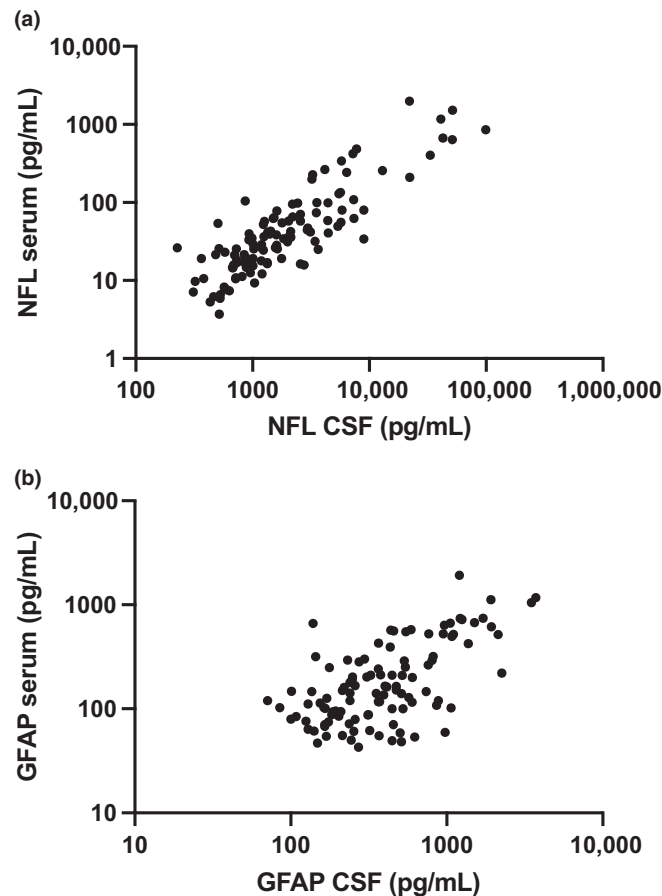 (a)
10,000
1000
100
10
1
NFL serum (pg/mL)
100 1000 10,000 100,000 1,000,000
NFL CSF (pg/mL)
(b)
10,000
1000
100
10
GFAP serum (pg/mL)
10 100 1000 10,000
GFAP CSF (pg/mL)